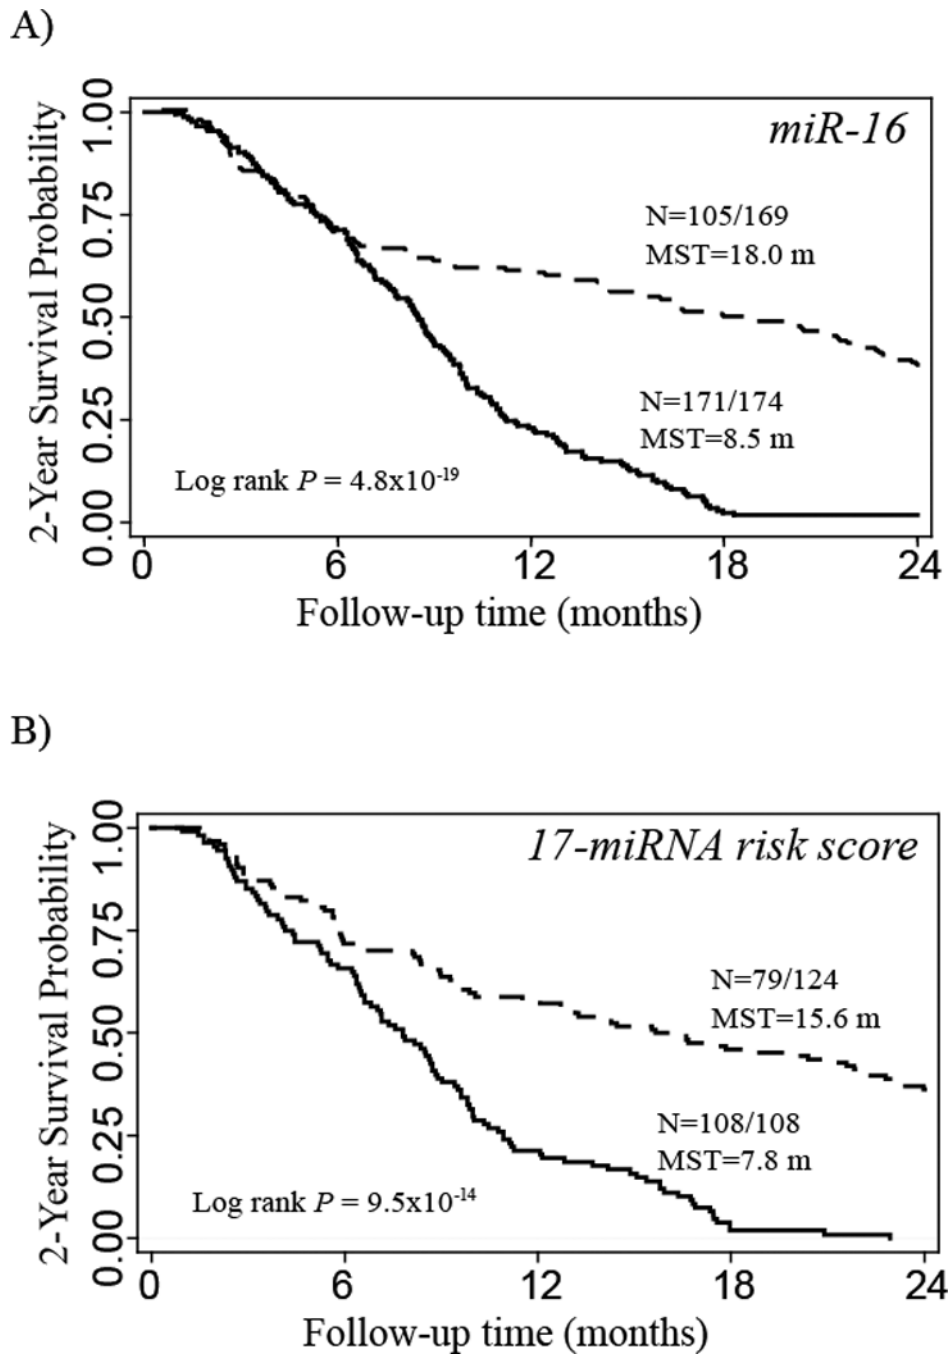 A)
miR-16
2-Year Survival Probability
1.00
0.75
0.50
0.25
0.00
N=105/169
MST=18.0 m
N=171/174
MST=8.5 m
Log rank P = 4.8x10⁻¹⁹
0 6 12 18 24
Follow-up time (months)
B)
17-miRNA risk score
2-Year Survival Probability
1.00
0.75
0.50
0.25
0.00
N=79/124
MST=15.6 m
N=108/108
MST=7.8 m
Log rank P = 9.5x10⁻¹⁴
0 6 12 18 24
Follow-up time (months)